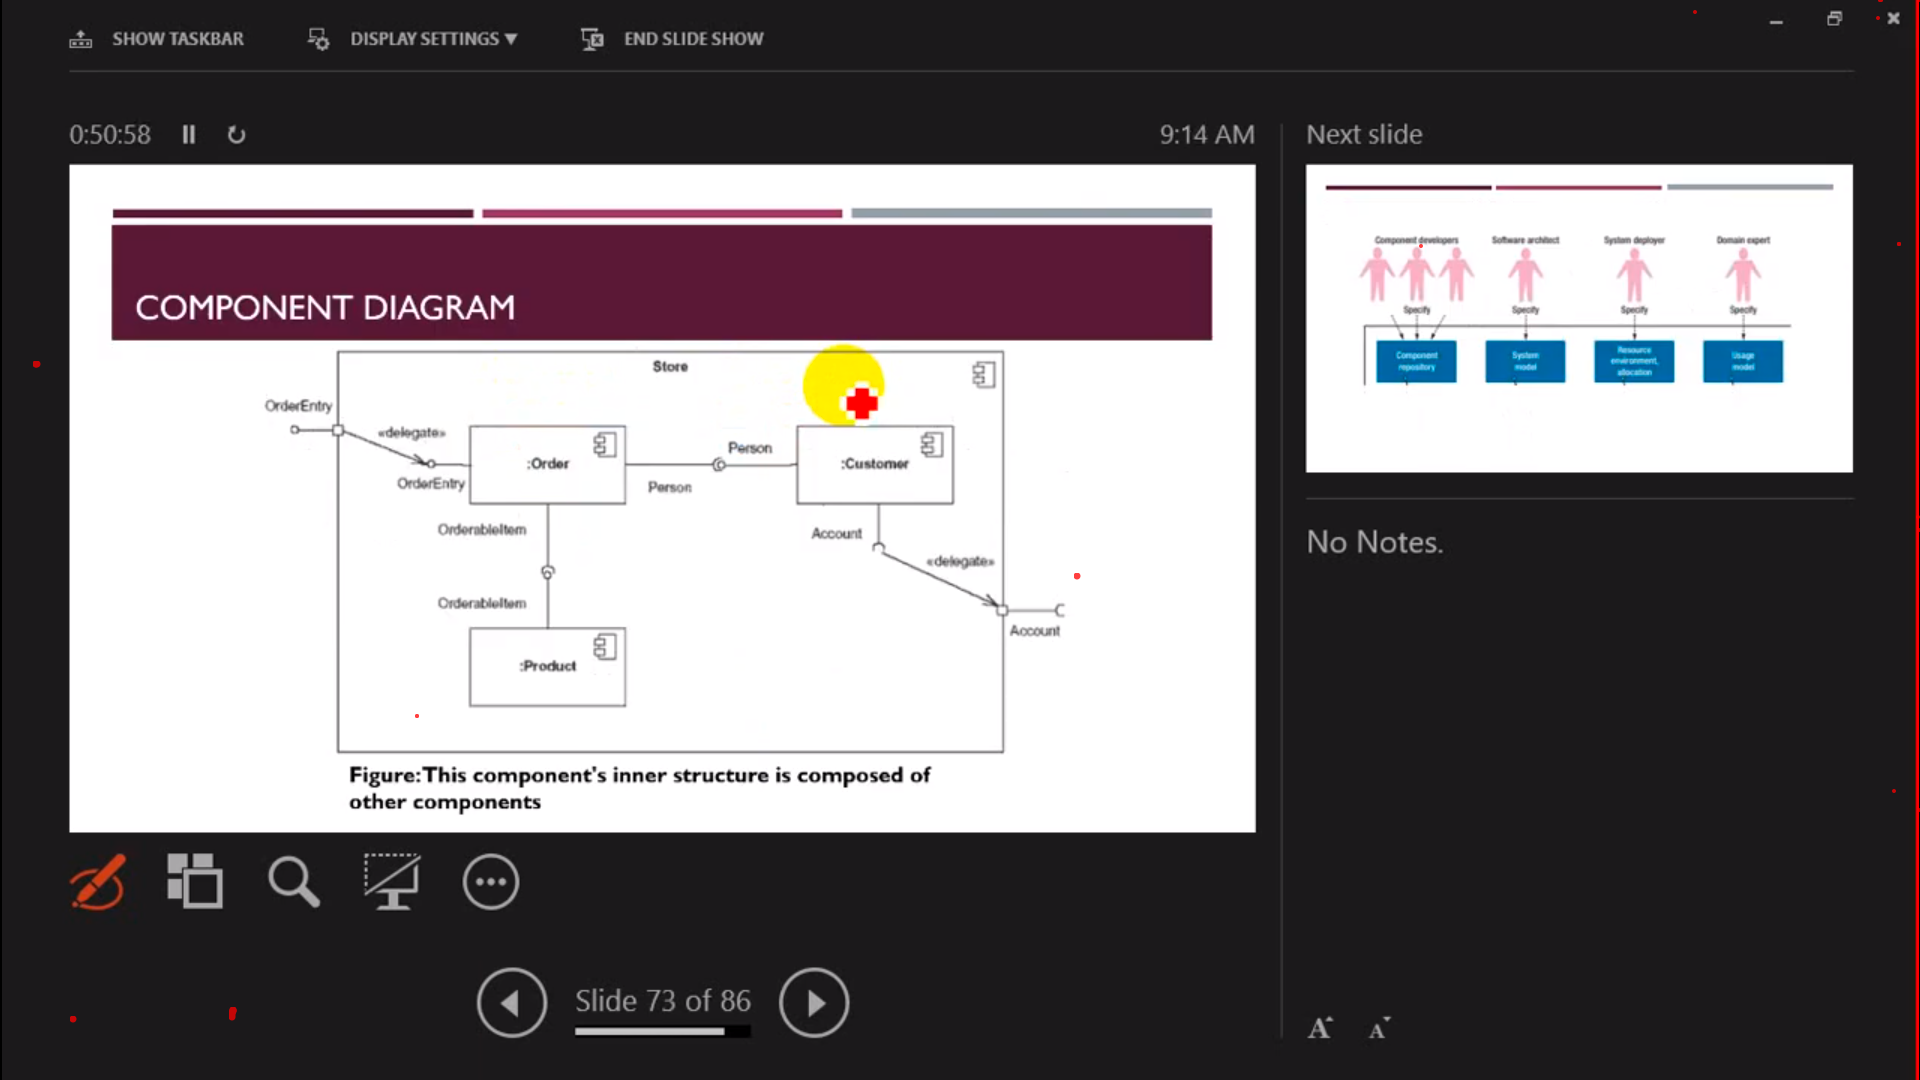 SHOW TASKBAR
DISPLAY SETTINGS ▼
END SLIDE SHOW
0:50:58
9:14 AM
Next slide
COMPONENT DIAGRAM
Store
OrderEntry
«delegate»
:Order
OrderEntry
Person
Person
:Customer
OrderableItem
Account
«delegate»
OrderableItem
Account
:Product
Figure:This component's inner structure is composed of
other components
Component developers
Software architect
System deployer
Domain expert
Specify
Specify
Specify
Specify
Component
repository
System
model
Resource
environment,
allocation
Usage
model
No Notes.
Slide 73 of 86
A
A